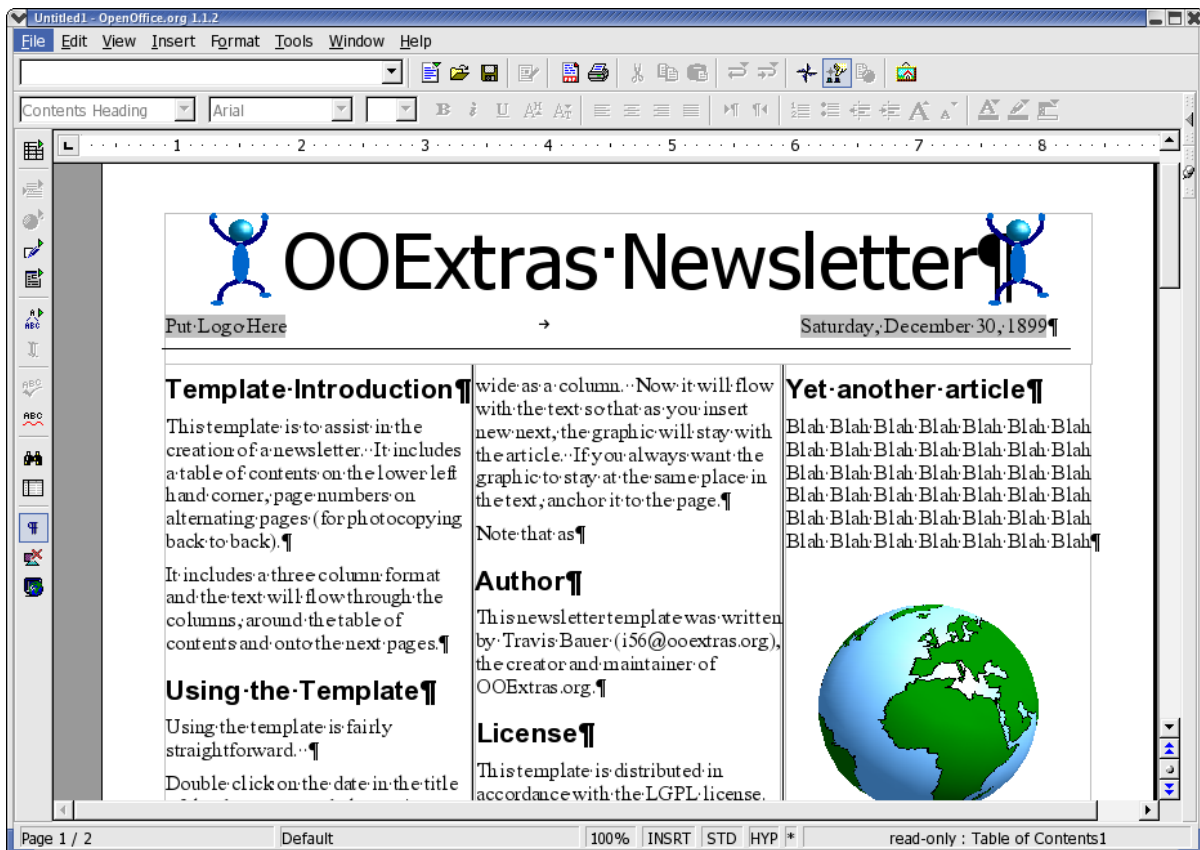 Untitled1 - OpenOffice.org 1.1.2
File Edit View Insert Format Tools Window Help
Contents Heading Arial
1 2 3 4 5 6 7 8
OOExtras·Newsletter¶
Put·Logo·Here → Saturday,·December·30,·1899¶
Template·Introduction¶
This·template·is·to·assist·in·the
creation·of·a·newsletter.··It·includes
a·table·of·contents·on·the·lower·left
hand·corner,·page·numbers·on
alternating·pages·(for·photocopying
back·to·back).¶
It·includes·a·three·column·format
and·the·text·will·flow·through·the
columns,·around·the·table·of
contents·and·onto·the·next·pages.¶
Using·the·Template¶
Using·the·template·is·fairly
straightforward.··¶
Double·click·on·the·date·in·the·title
wide·as·a·column.··Now·it·will·flow
with·the·text·so·that·as·you·insert
new·next,·the·graphic·will·stay·with
the·article.··If·you·always·want·the
graphic·to·stay·at·the·same·place·in
the·text,·anchor·it·to·the·page.¶
Note·that·as¶
Author¶
This·newsletter·template·was·written
by·Travis·Bauer·(i56@ooextras.org),
the·creator·and·maintainer·of
OOExtras.org.¶
License¶
This·template·is·distributed·in
accordance·with·the·LGPL·license.
Yet·another·article¶
Blah·Blah·Blah·Blah·Blah·Blah·Blah
Blah·Blah·Blah·Blah·Blah·Blah·Blah
Blah·Blah·Blah·Blah·Blah·Blah·Blah
Blah·Blah·Blah·Blah·Blah·Blah·Blah
Blah·Blah·Blah·Blah·Blah·Blah·Blah
Blah·Blah·Blah·Blah·Blah·Blah·Blah¶
Page 1 / 2 Default 100% INSRT STD HYP * read-only : Table of Contents1